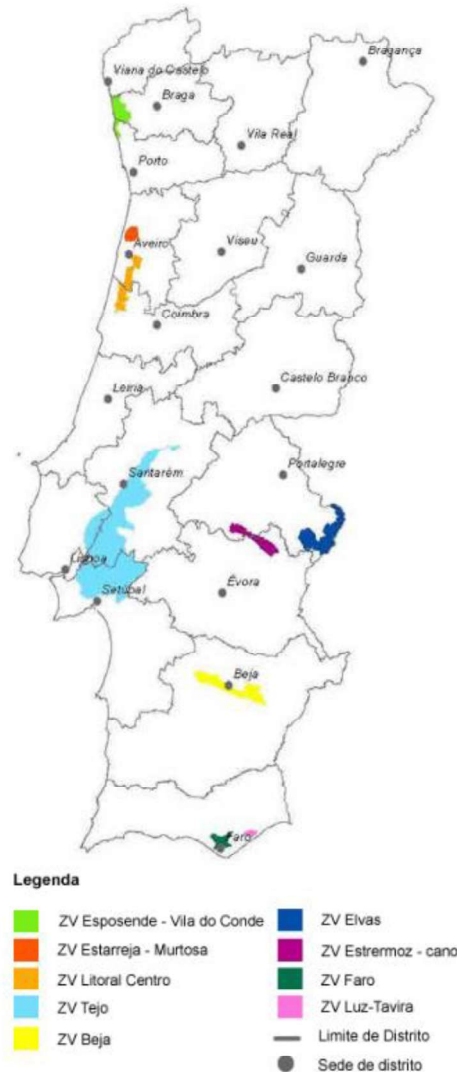 Bragança
Viana do Castelo
Braga
Vila Real
Porto
Aveiro
Viseu
Guarda
Coimbra
Castelo Branco
Leiria
Portalegre
Santarém
Lisboa
Setúbal
Évora
Beja
Faro
Legenda
ZV Esposende - Vila do Conde
ZV Estarreja - Murtosa
ZV Litoral Centro
ZV Tejo
ZV Beja
ZV Elvas
ZV Estrermoz - cano
ZV Faro
ZV Luz-Tavira
Limite de Distrito
Sede de distrito